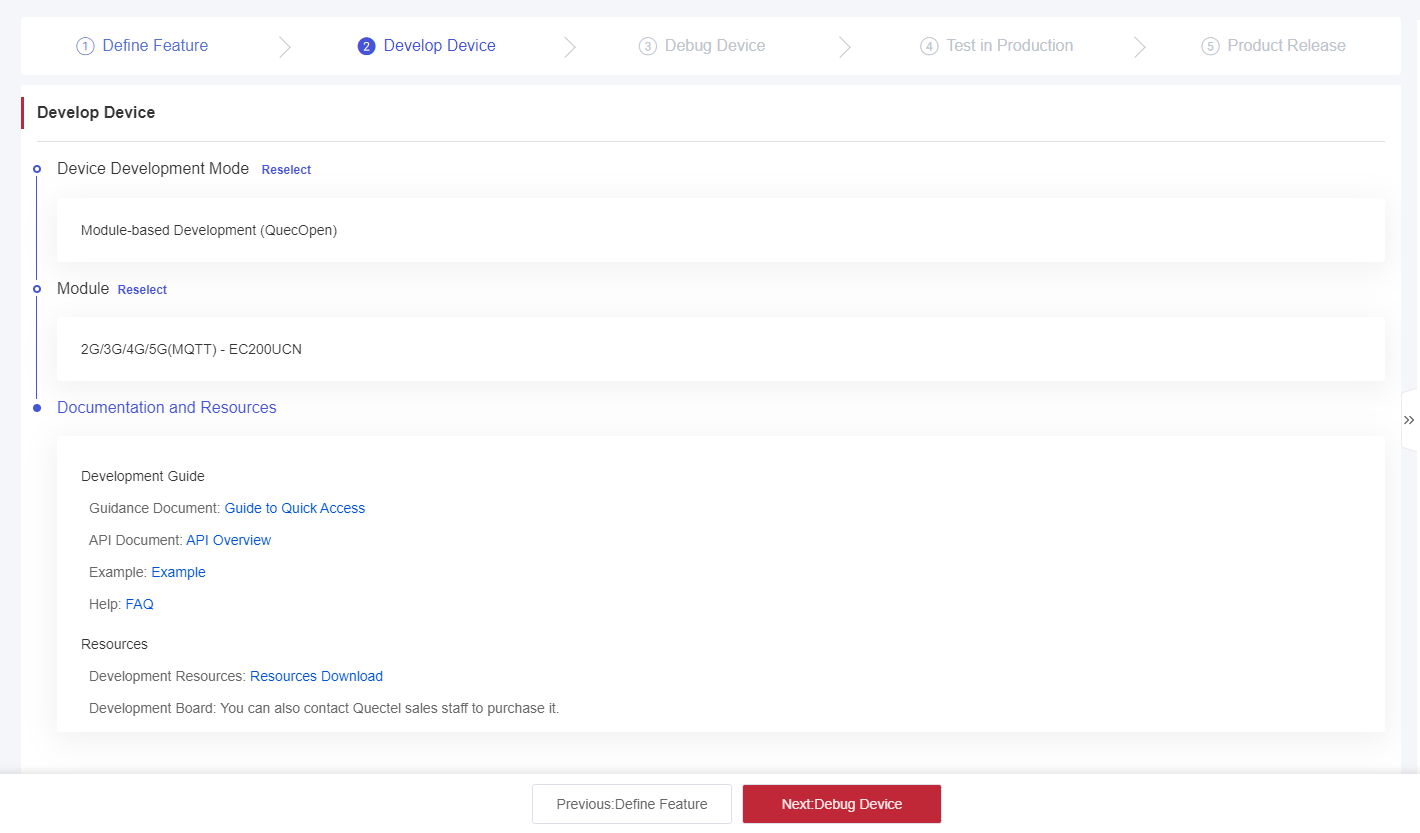 1 Define Feature
2 Develop Device
3 Debug Device
4 Test in Production
5 Product Release
Develop Device
Device Development Mode Reselect
Module-based Development (QuecOpen)
Module Reselect
2G/3G/4G/5G(MQTT) - EC200UCN
Documentation and Resources
Development Guide
Guidance Document: Guide to Quick Access
API Document: API Overview
Example: Example
Help: FAQ
Resources
Development Resources: Resources Download
Development Board: You can also contact Quectel sales staff to purchase it.
Previous:Define Feature
Next:Debug Device